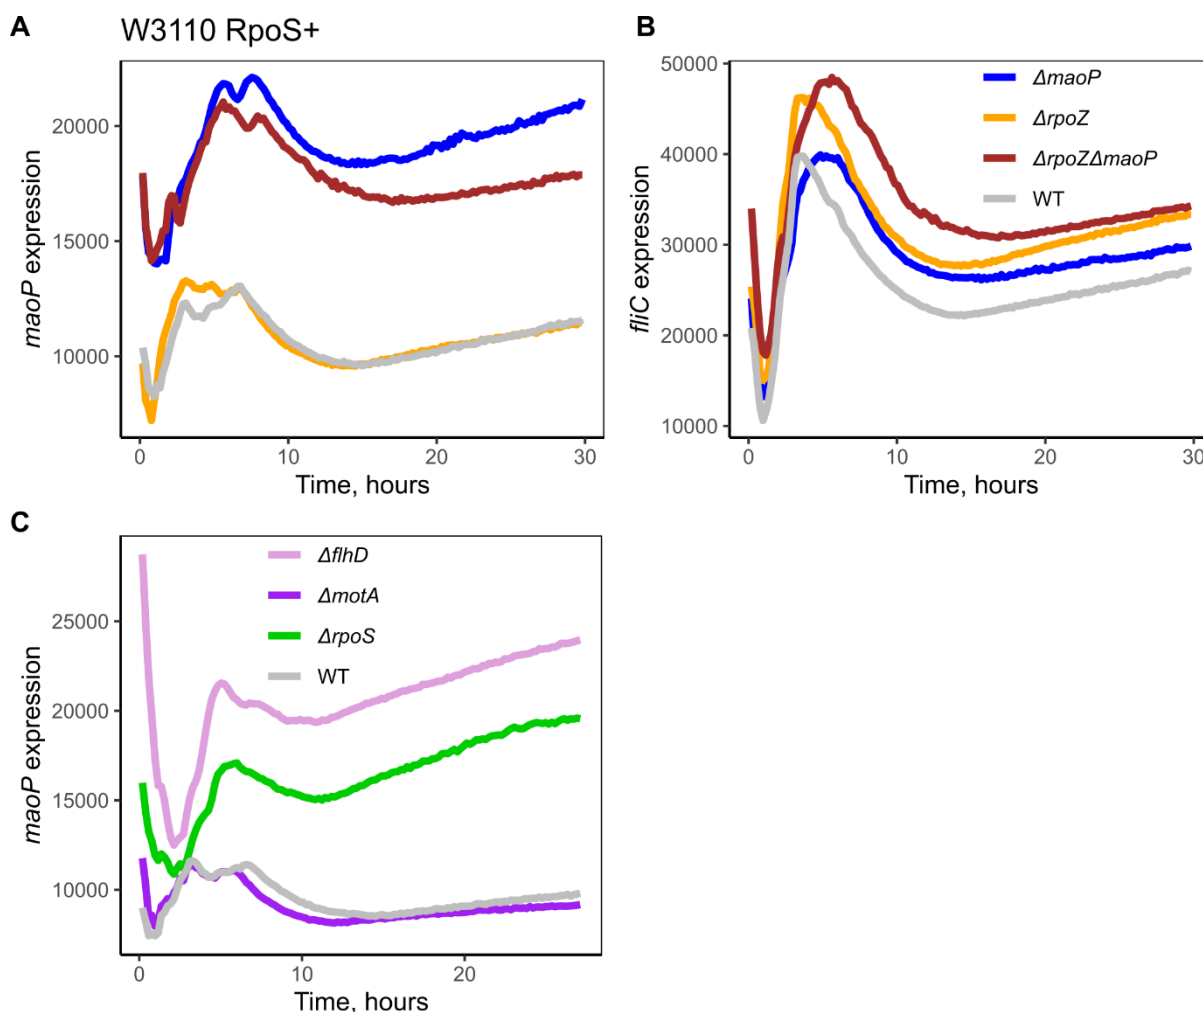 A
W3110 RpoS+
maoP expression
20000
15000
10000
0
10
20
30
Time, hours
B
fliC expression
50000
40000
30000
20000
10000
ΔmaoP
ΔrpoZ
ΔrpoZΔmaoP
WT
0
10
20
30
Time, hours
C
maoP expression
25000
20000
15000
10000
ΔflhD
ΔmotA
ΔrpoS
WT
0
10
20
Time, hours